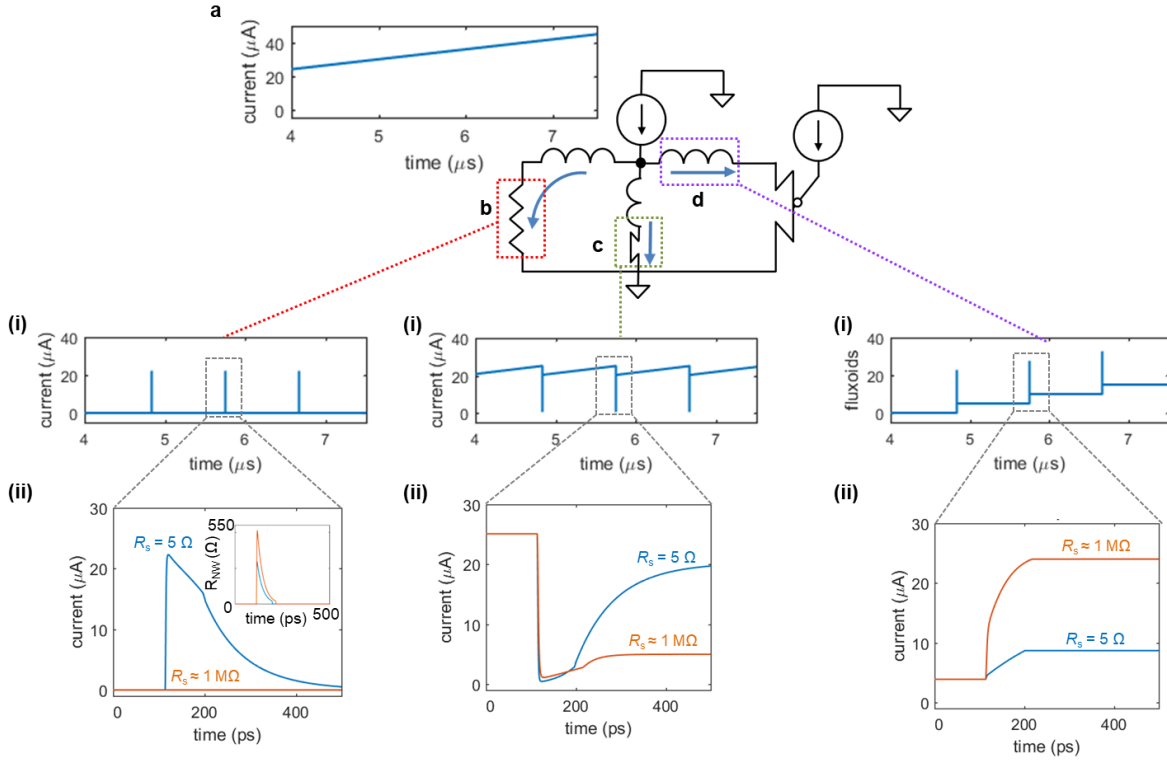 a
current (μA)
40
20
0
4
5
6
7
time (μs)
b
c
d
(i)
current (μA)
40
20
0
4
5
6
7
time (μs)
(i)
current (μA)
40
20
0
4
5
6
7
time (μs)
(i)
fluxoids
40
20
0
4
5
6
7
time (μs)
(ii)
current (μA)
30
20
10
0
0
200
400
time (ps)
Rs = 5 Ω
Rs ≈ 1 MΩ
550
RNW (Ω)
0
time (ps)
500
(ii)
current (μA)
30
20
10
0
0
200
400
time (ps)
Rs = 5 Ω
Rs ≈ 1 MΩ
(ii)
current (μA)
30
20
10
0
0
200
400
time (ps)
Rs ≈ 1 MΩ
Rs = 5 Ω